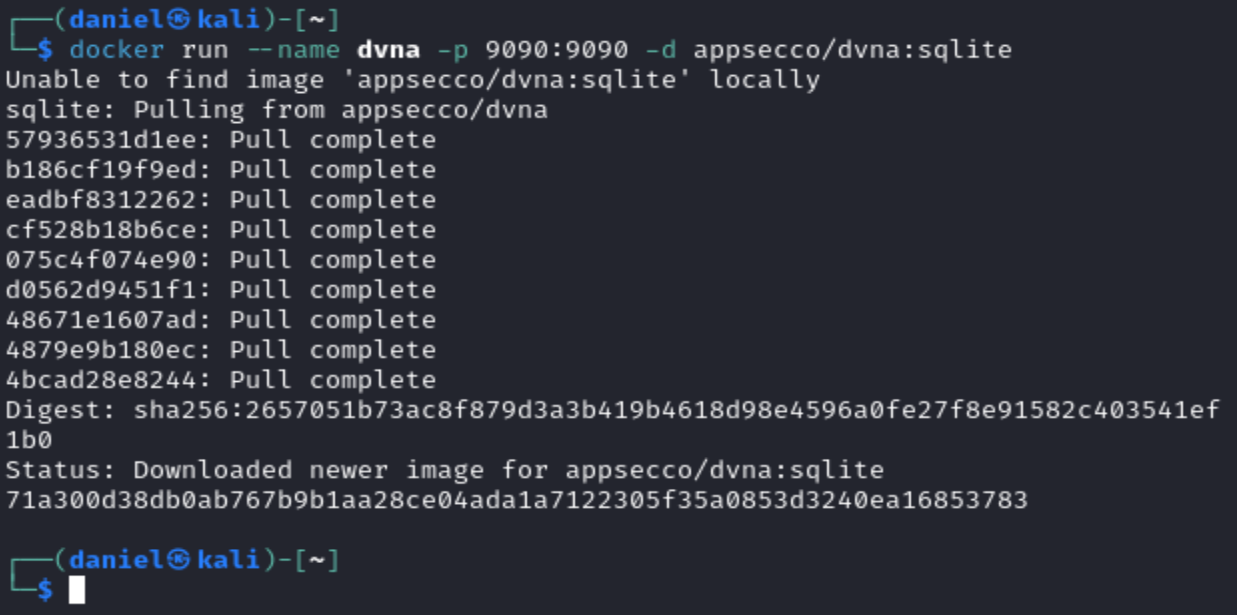 ┌──(daniel㉿kali)-[~]
└─$ docker run --name dvna -p 9090:9090 -d appsecco/dvna:sqlite
Unable to find image 'appsecco/dvna:sqlite' locally
sqlite: Pulling from appsecco/dvna
57936531d1ee: Pull complete
b186cf19f9ed: Pull complete
eadbf8312262: Pull complete
cf528b18b6ce: Pull complete
075c4f074e90: Pull complete
d0562d9451f1: Pull complete
48671e1607ad: Pull complete
4879e9b180ec: Pull complete
4bcad28e8244: Pull complete
Digest: sha256:2657051b73ac8f879d3a3b419b4618d98e4596a0fe27f8e91582c403541ef
1b0
Status: Downloaded newer image for appsecco/dvna:sqlite
71a300d38db0ab767b9b1aa28ce04ada1a7122305f35a0853d3240ea16853783
┌──(daniel㉿kali)-[~]
└─$